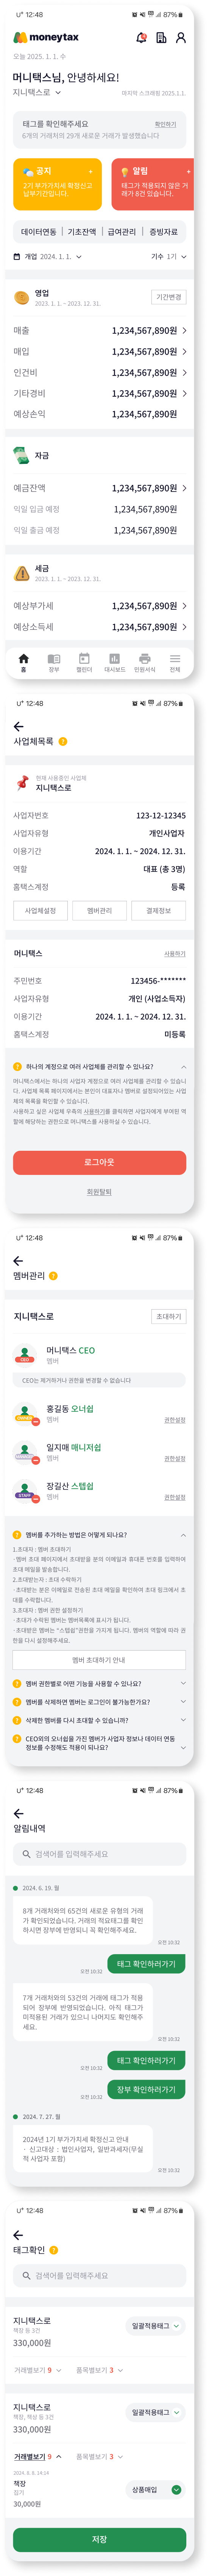 U⁺ 12:48 87%
moneytax
오늘 2025. 1. 1. 수
머니택스님, 안녕하세요!
지니택스로
마지막 스크래핑 2025.1.1.
태그를 확인해주세요 확인하기
6개의 거래처의 29개 새로운 거래가 발생했습니다
공지 +
2기 부가가치세 확정신고 납부기간입니다.
알림 +
태그가 적용되지 않은 거래가 8건 있습니다.
데이터연동 | 기초잔액 | 급여관리 | 증빙자료
개업 2024. 1. 1. 기수 1기
영업
2023. 1. 1. ~ 2023. 12. 31.
기간변경
매출 1,234,567,890원
매입 1,234,567,890원
인건비 1,234,567,890원
기타경비 1,234,567,890원
예상손익 1,234,567,890원
자금
예금잔액 1,234,567,890원
익일 입금 예정 1,234,567,890원
익일 출금 예정 1,234,567,890원
세금
2023. 1. 1. ~ 2023. 12. 31.
예상부가세 1,234,567,890원
예상소득세 1,234,567,890원
홈 장부 캘린더 대시보드 민원서식 전체
U⁺ 12:48 87%
사업체목록
현재 사용중인 사업체
지니택스로
사업자번호 123-12-12345
사업자유형 개인사업자
이용기간 2024. 1. 1. ~ 2024. 12. 31.
역할 대표 (총 3명)
홈택스계정 등록
사업체설정 멤버관리 결제정보
머니택스 사용하기
주민번호 123456-*******
사업자유형 개인 (사업소득자)
이용기간 2024. 1. 1. ~ 2024. 12. 31.
홈택스계정 미등록
하나의 계정으로 여러 사업체를 관리할 수 있나요?
머니택스에서는 하나의 사업자 계정으로 여러 사업체를 관리할 수 있습니다. 사업체 목록 페이지에서는 본인이 대표자나 멤버로 설정되어있는 사업체의 목록을 확인할 수 있습니다.
사용하고 싶은 사업체 우측의 사용하기를 클릭하면 사업자에게 부여된 역할에 해당하는 권한으로 머니택스를 사용하실 수 있습니다.
로그아웃
회원탈퇴
U⁺ 12:48 87%
멤버관리
지니택스로 초대하기
머니택스 CEO
멤버
CEO
CEO는 제거하거나 권한을 변경할 수 없습니다
홍길동 오너쉽
멤버 권한설정
일지매 매니저쉽
멤버 권한설정
장길산 스텝쉽
멤버 권한설정
STAFF
멤버를 추가하는 방법은 어떻게 되나요?
1.초대자 : 멤버 초대하기
· 멤버 초대 페이지에서 초대받을 분의 이메일과 휴대폰 번호를 입력하여 초대 메일을 발송합니다.
2.초대받는자 : 초대 수락하기
· 초대받는 분은 이메일로 전송된 초대 메일을 확인하여 초대 링크에서 초대를 수락합니다.
3.초대자 : 멤버 권한 설정하기
· 초대가 수락된 멤버는 멤버목록에 표시가 됩니다.
· 초대받은 멤버는 "스텝쉽"권한을 가지게 됩니다. 멤버의 역할에 따라 권한을 다시 설정해주세요.
멤버 초대하기 안내
멤버 권한별로 어떤 기능을 사용할 수 있나요?
멤버를 삭제하면 멤버는 로그인이 불가능한가요?
삭제한 멤버를 다시 초대할 수 있습니까?
CEO외의 오너쉽을 가진 멤버가 사업자 정보나 데이터 연동 정보를 수정해도 적용이 되나요?
U⁺ 12:48 87%
알림내역
검색어를 입력해주세요
2024. 6. 19. 월
8개 거래처와의 65건의 새로운 유형의 거래가 확인되었습니다. 거래의 적요태그를 확인하시면 장부에 반영되니 꼭 확인해주세요.
오전 10:32
태그 확인하러가기
오전 10:32
7개 거래처와의 53건의 거래에 태그가 적용되어 장부에 반영되었습니다. 아직 태그가 미적용된 거래가 있으니 나머지도 확인해주세요.
오전 10:32
태그 확인하러가기
오전 10:32
장부 확인하러가기
오전 10:32
2024. 7. 27. 월
2024년 1기 부가가치세 확정신고 안내
· 신고대상 : 법인사업자, 일반과세자(무실적 사업자 포함)
오전 10:32
U⁺ 12:48 87%
태그확인
검색어를 입력해주세요
지니택스로
책장 등 3건
330,000원
일괄적용태그
거래별보기 9 품목별보기 3
지니택스로
책장, 책상 등 3건
330,000원
일괄적용태그
거래별보기 9 품목별보기 3
2024. 8. 8. 14:14
책장
집기
30,000원
상품매입
저장